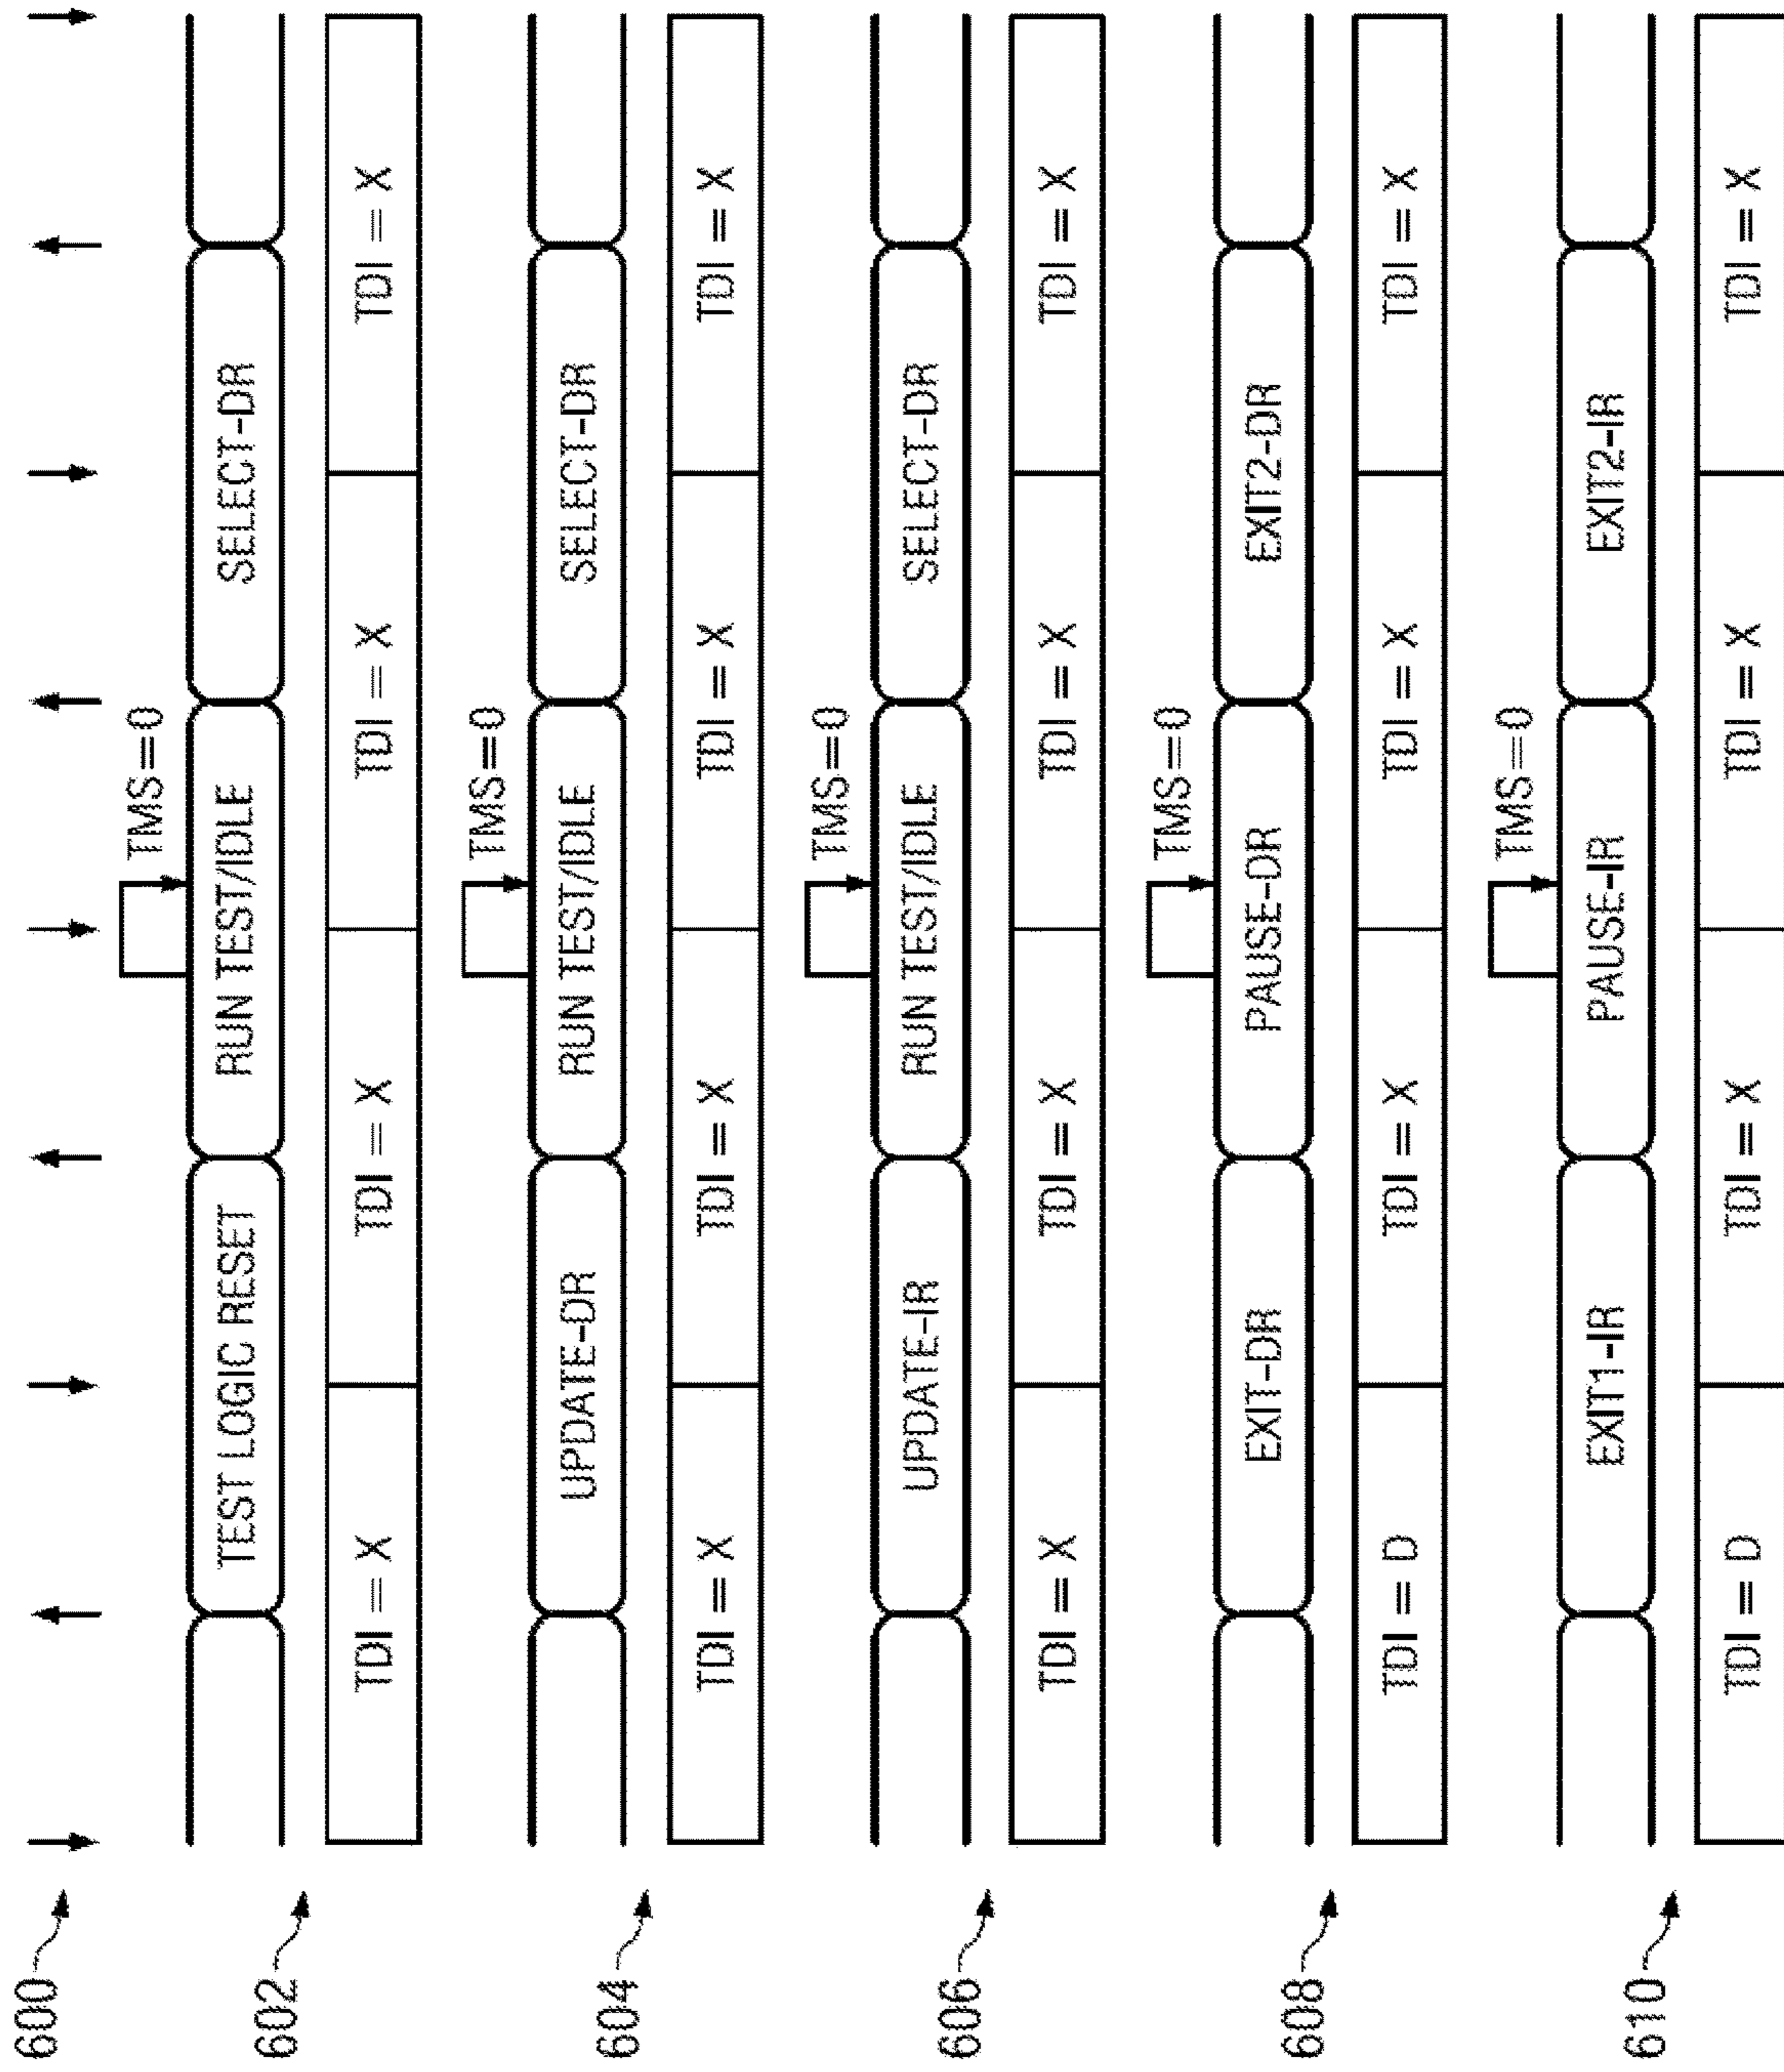 600
602
TMS=0
TEST LOGIC RESET
RUN TEST/IDLE
SELECT-DR
TDI = X
TDI = X
TDI = X
TDI = X
604
TMS=0
UPDATE-DR
RUN TEST/IDLE
SELECT-DR
TDI = X
TDI = X
TDI = X
TDI = X
606
TMS=0
UPDATE-IR
RUN TEST/IDLE
SELECT-DR
TDI = X
TDI = X
TDI = X
TDI = X
608
TMS=0
EXIT-DR
PAUSE-DR
EXIT2-DR
TDI = D
TDI = X
TDI = X
TDI = X
610
TMS=0
EXIT1-IR
PAUSE-IR
EXIT2-IR
TDI = D
TDI = X
TDI = X
TDI = X